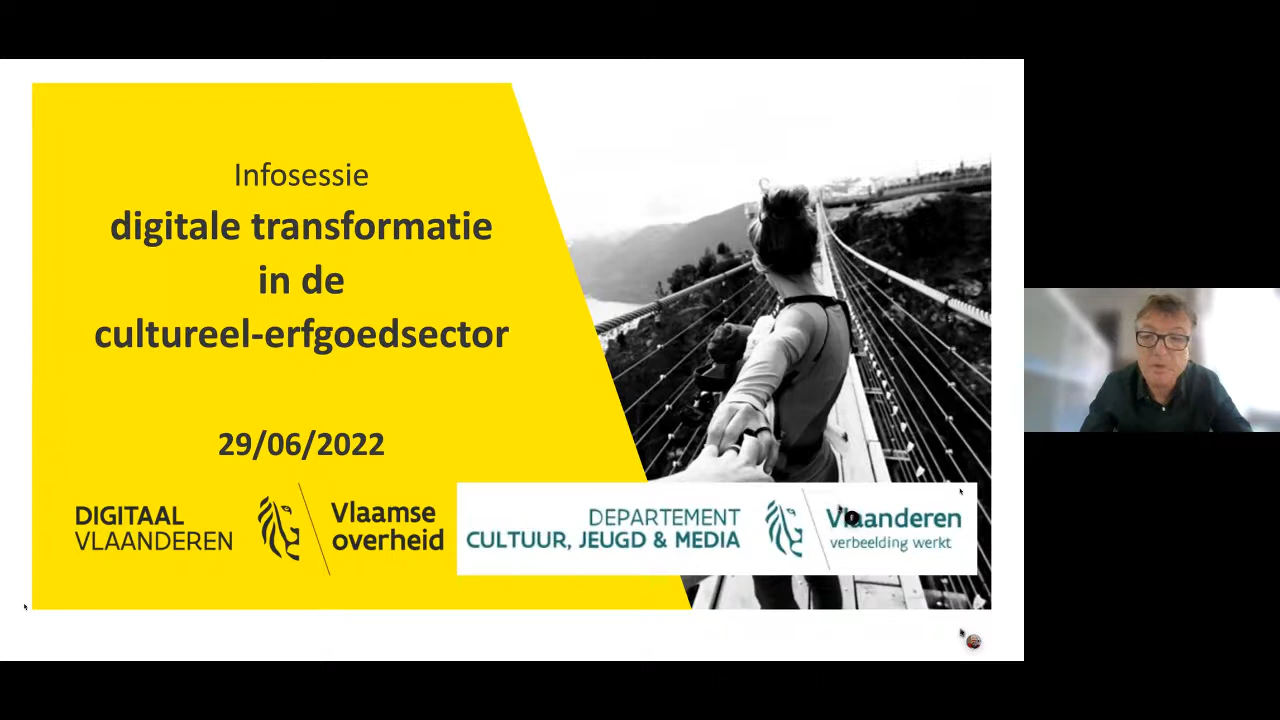 Infosessie
digitale transformatie
in de
cultureel-erfgoedsector
29/06/2022
DIGITAAL
VLAANDEREN
Vlaamse
overheid
DEPARTEMENT
CULTUUR, JEUGD & MEDIA
Vlaanderen
verbeelding werkt